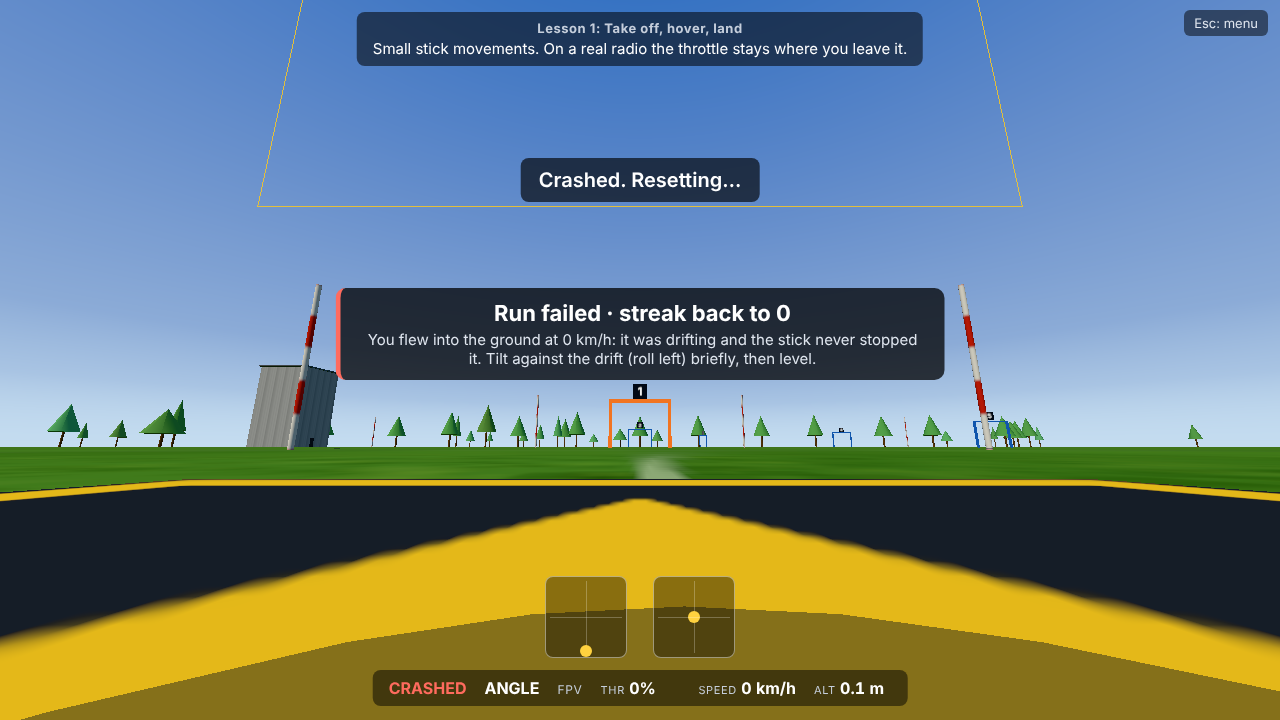 Lesson 1: Take off, hover, land
Small stick movements. On a real radio the throttle stays where you leave it.
Esc: menu
Crashed. Resetting...
Run failed · streak back to 0
You flew into the ground at 0 km/h: it was drifting and the stick never stopped
it. Tilt against the drift (roll left) briefly, then level.
1
CRASHED ANGLE FPV THR 0% SPEED 0 km/h ALT 0.1 m